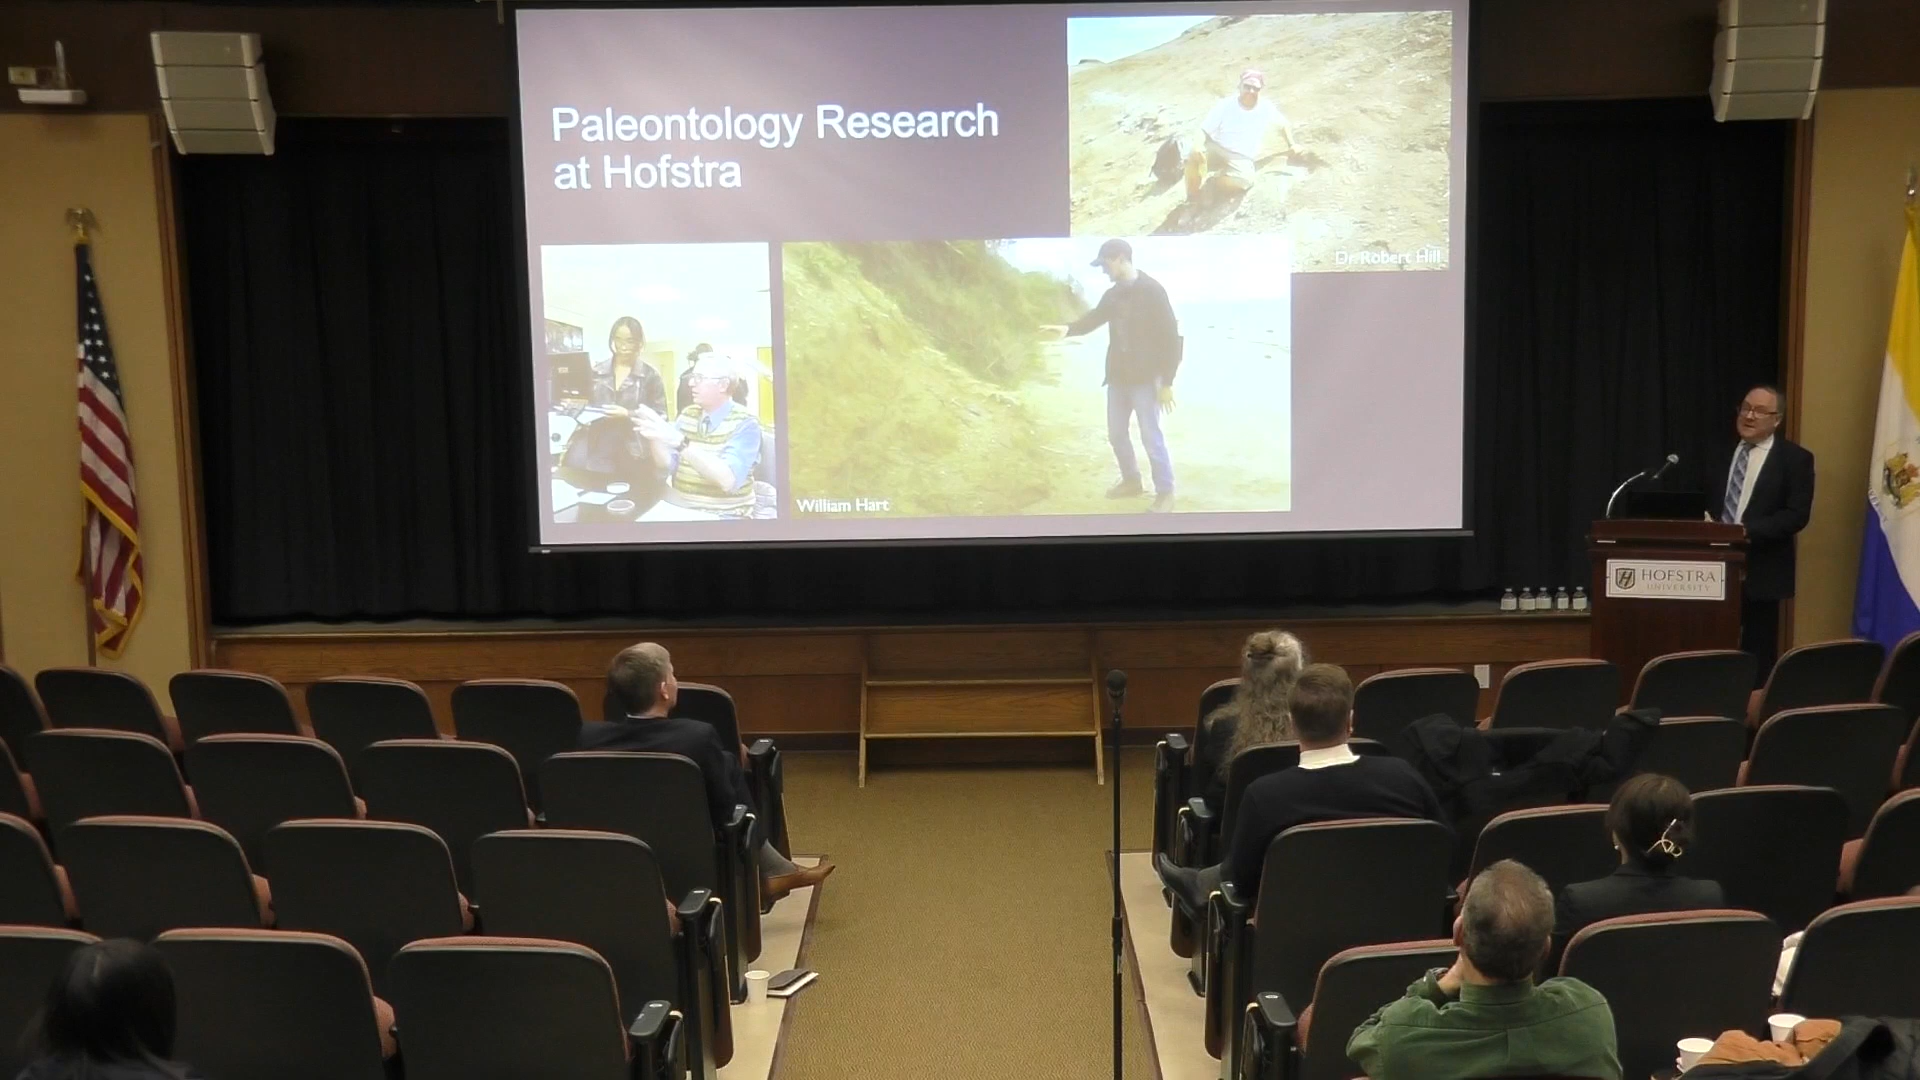 Paleontology Research
at Hofstra
Dr. Robert Hill
William Hart
HOFSTRA
UNIVERSITY